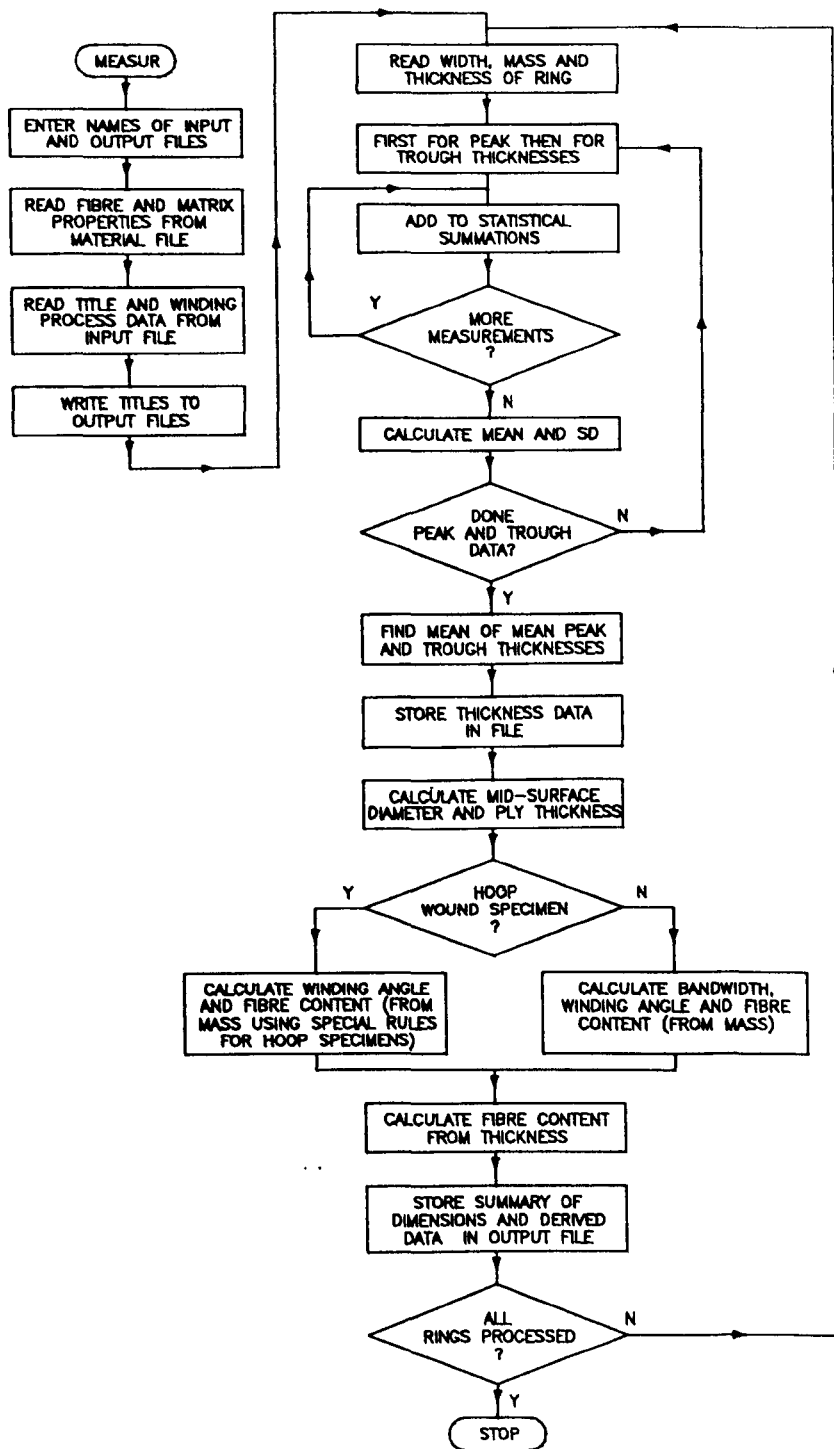 MEASUR
ENTER NAMES OF INPUT
AND OUTPUT FILES
READ FIBRE AND MATRIX
PROPERTIES FROM
MATERIAL FILE
READ TITLE AND WINDING
PROCESS DATA FROM
INPUT FILE
WRITE TITLES TO
OUTPUT FILES
READ WIDTH, MASS AND
THICKNESS OF RING
FIRST FOR PEAK THEN FOR
TROUGH THICKNESSES
ADD TO STATISTICAL
SUMMATIONS
Y
MORE
MEASUREMENTS
?
N
CALCULATE MEAN AND SD
DONE
PEAK AND TROUGH
DATA?
N
Y
FIND MEAN OF MEAN PEAK
AND TROUGH THICKNESSES
STORE THICKNESS DATA
IN FILE
CALCULATE MID-SURFACE
DIAMETER AND PLY THICKNESS
Y
HOOP
WOUND SPECIMEN
?
N
CALCULATE WINDING ANGLE
AND FIBRE CONTENT (FROM
MASS USING SPECIAL RULES
FOR HOOP SPECIMENS)
CALCULATE BANDWIDTH,
WINDING ANGLE AND FIBRE
CONTENT (FROM MASS)
CALCULATE FIBRE CONTENT
FROM THICKNESS
STORE SUMMARY OF
DIMENSIONS AND DERIVED
DATA IN OUTPUT FILE
ALL
RINGS PROCESSED
?
N
Y
STOP